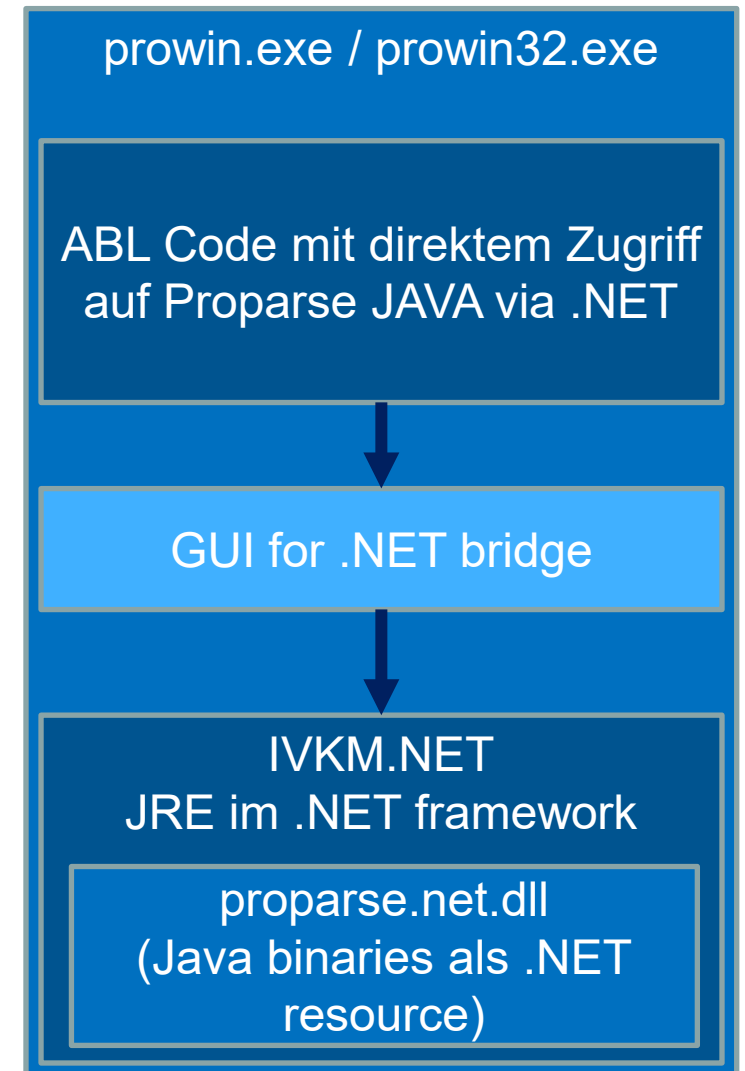 prowin.exe / prowin32.exe
ABL Code mit direktem Zugriff
auf Proparse JAVA via .NET
GUI for .NET bridge
IVKM.NET
JRE im .NET framework
proparse.net.dll
(Java binaries als .NET
resource)